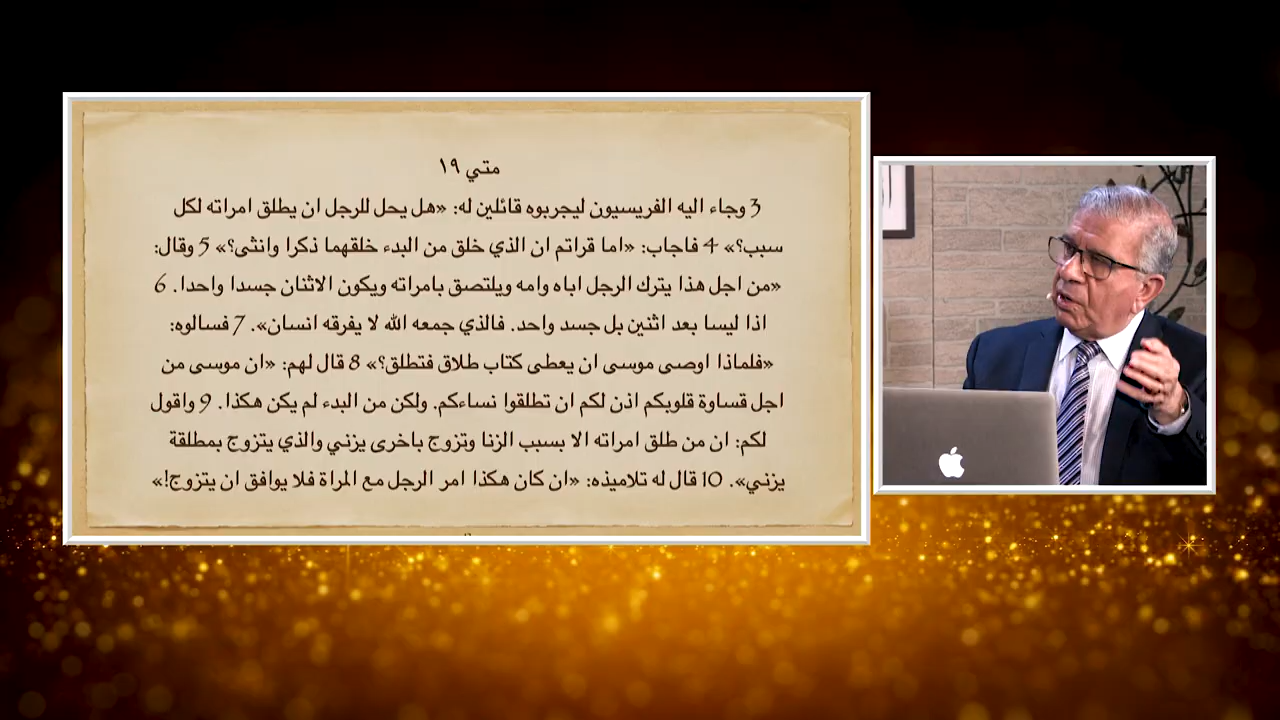 متي ١٩
3 وجاء اليه الفريسيون ليجربوه قائلين له: «هل يحل للرجل ان يطلق امراته لكل
سبب؟» 4 فاجاب: «اما قراتم ان الذي خلق من البدء خلقهما ذكرا وانثى؟» 5 وقال:
«من اجل هذا يترك الرجل اباه وامه ويلتصق بامراته ويكون الاثنان جسدا واحدا. 6
اذا ليسا بعد اثنين بل جسد واحد. فالذي جمعه الله لا يفرقه انسان». 7 فسالوه:
«فلماذا اوصى موسى ان يعطى كتاب طلاق فتطلق؟» 8 قال لهم: «ان موسى من
اجل قساوة قلوبكم اذن لكم ان تطلقوا نساءكم. ولكن من البدء لم يكن هكذا. 9 واقول
لكم: ان من طلق امراته الا بسبب الزنا وتزوج باخرى يزني والذي يتزوج بمطلقة
يزني». 10 قال له تلاميذه: «ان كان هكذا امر الرجل مع المراة فلا يوافق ان يتزوج!»